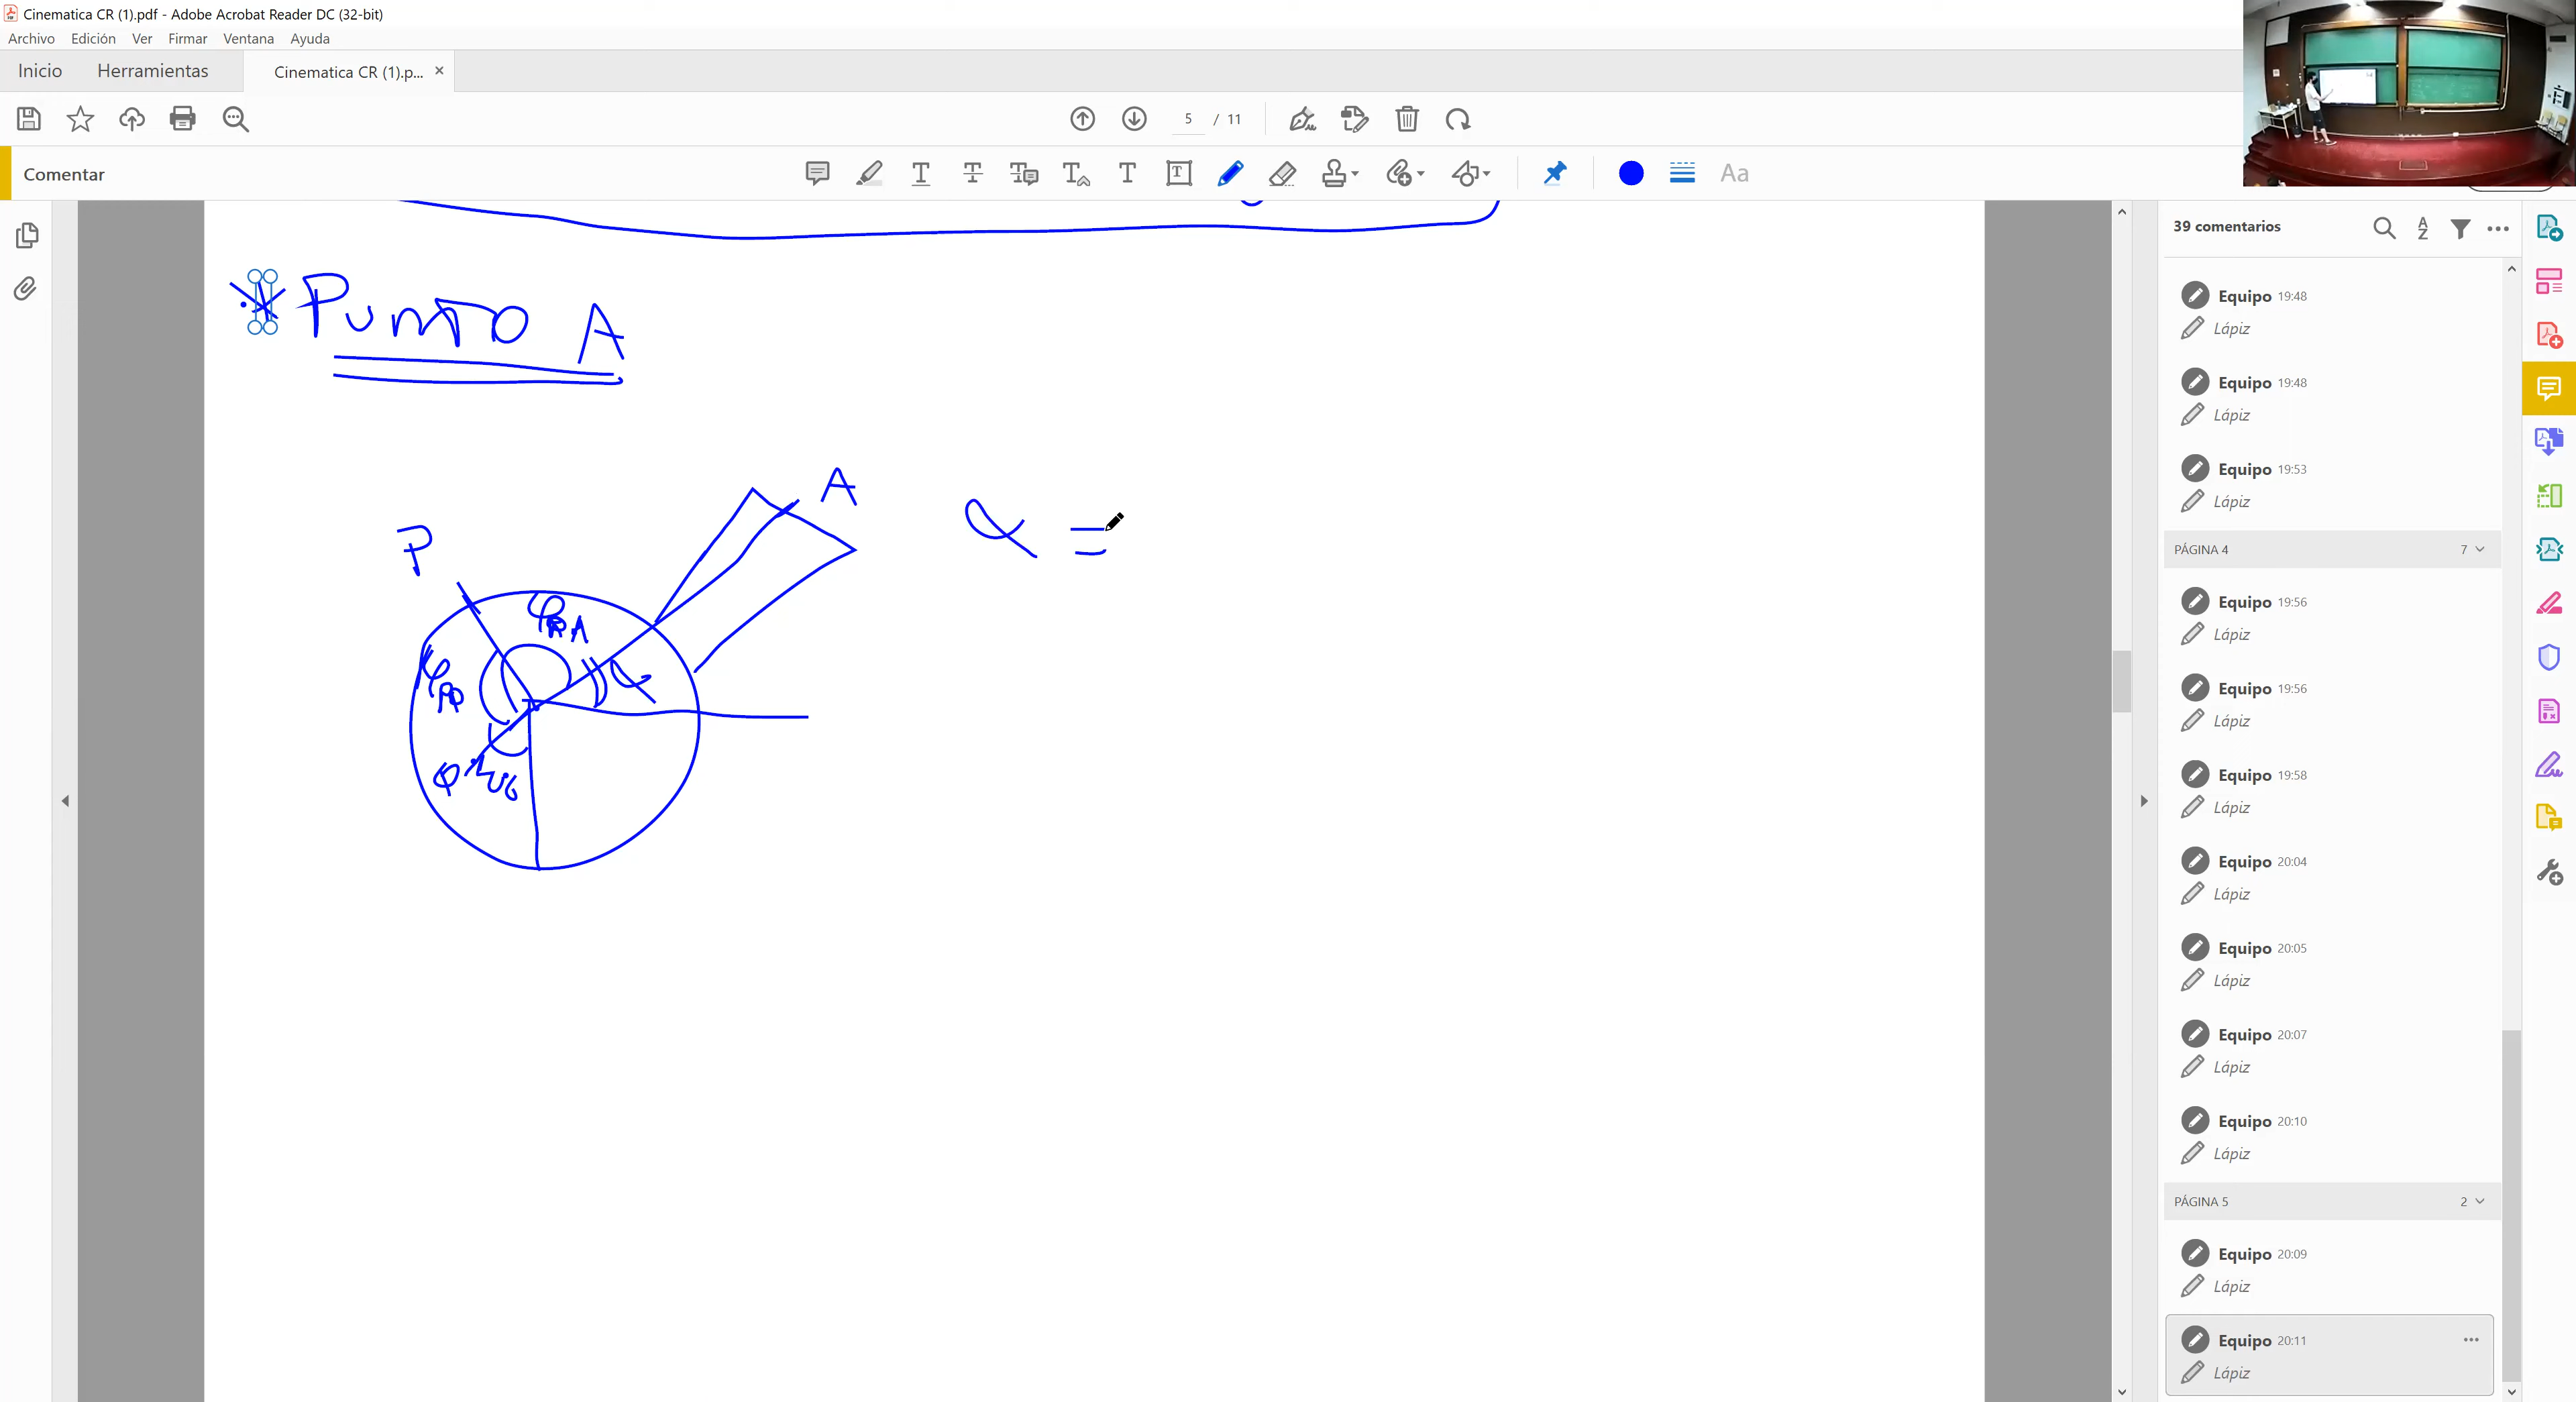 Cinematica CR (1).pdf - Adobe Acrobat Reader DC (32-bit)
Archivo Edición Ver Firmar Ventana Ayuda
Inicio Herramientas Cinematica CR (1).p... ×
5 / 11
Comentar
Aa
39 comentarios
Equipo 19:48
Lápiz
Equipo 19:48
Lápiz
Equipo 19:53
Lápiz
PÁGINA 4 7
Equipo 19:56
Lápiz
Equipo 19:56
Lápiz
Equipo 19:58
Lápiz
Equipo 20:04
Lápiz
Equipo 20:05
Lápiz
Equipo 20:07
Lápiz
Equipo 20:10
Lápiz
PÁGINA 5 2
Equipo 20:09
Lápiz
Equipo 20:11
Lápiz
Punto A
A
P
α =
α